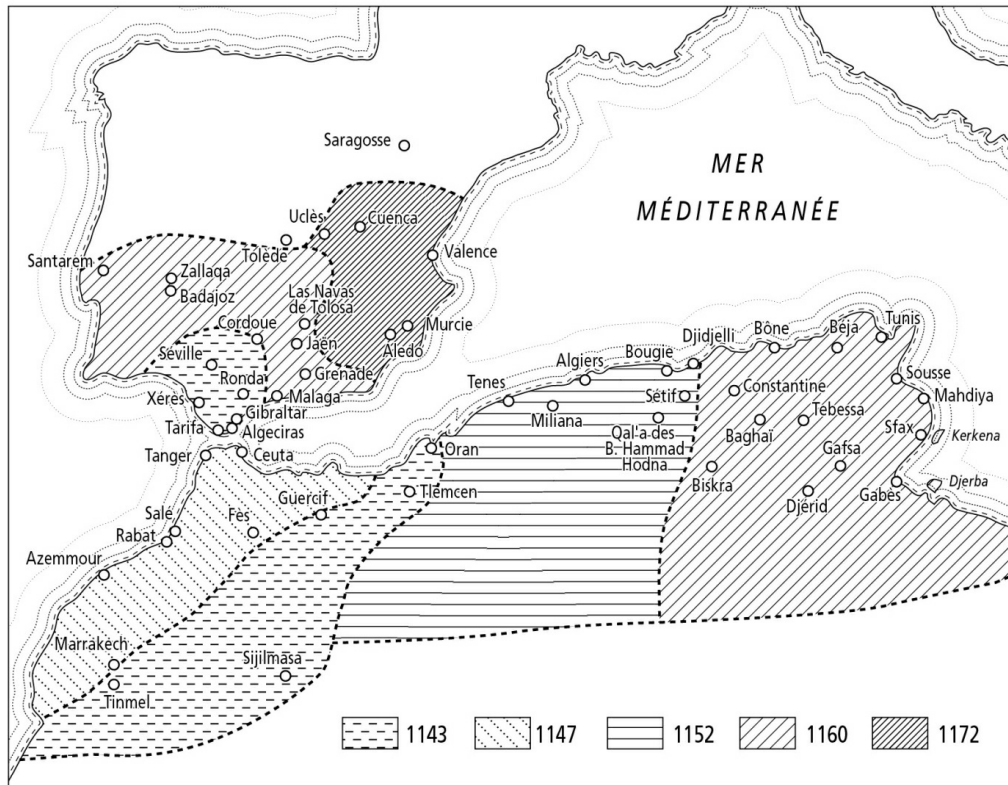 MER
MÉDITERRANÉE
Saragosse
Uclès
Cuenca
Tolède
Valence
Santarem
Zallaqa
Badajoz
Las Navas
de Tolosa
Cordoue
Murcie
Jaén
Aledo
Séville
Grenade
Ronda
Malaga
Xérès
Gibraltar
Tarifa
Algeciras
Tanger
Ceuta
Oran
Tenes
Algiers
Miliana
Bougie
Djidjelli
Sétif
Qal'a des
B. Hammad
Hodna
Bône
Béja
Tunis
Constantine
Sousse
Mahdiya
Baghaï
Tébessa
Sfax
Kerkena
Biskra
Gafsa
Djérid
Gabès
Djerba
Tlemcen
Guercif
Fès
Salé
Rabat
Azemmour
Marrakech
Tinmel
Sijilmasa
1143
1147
1152
1160
1172